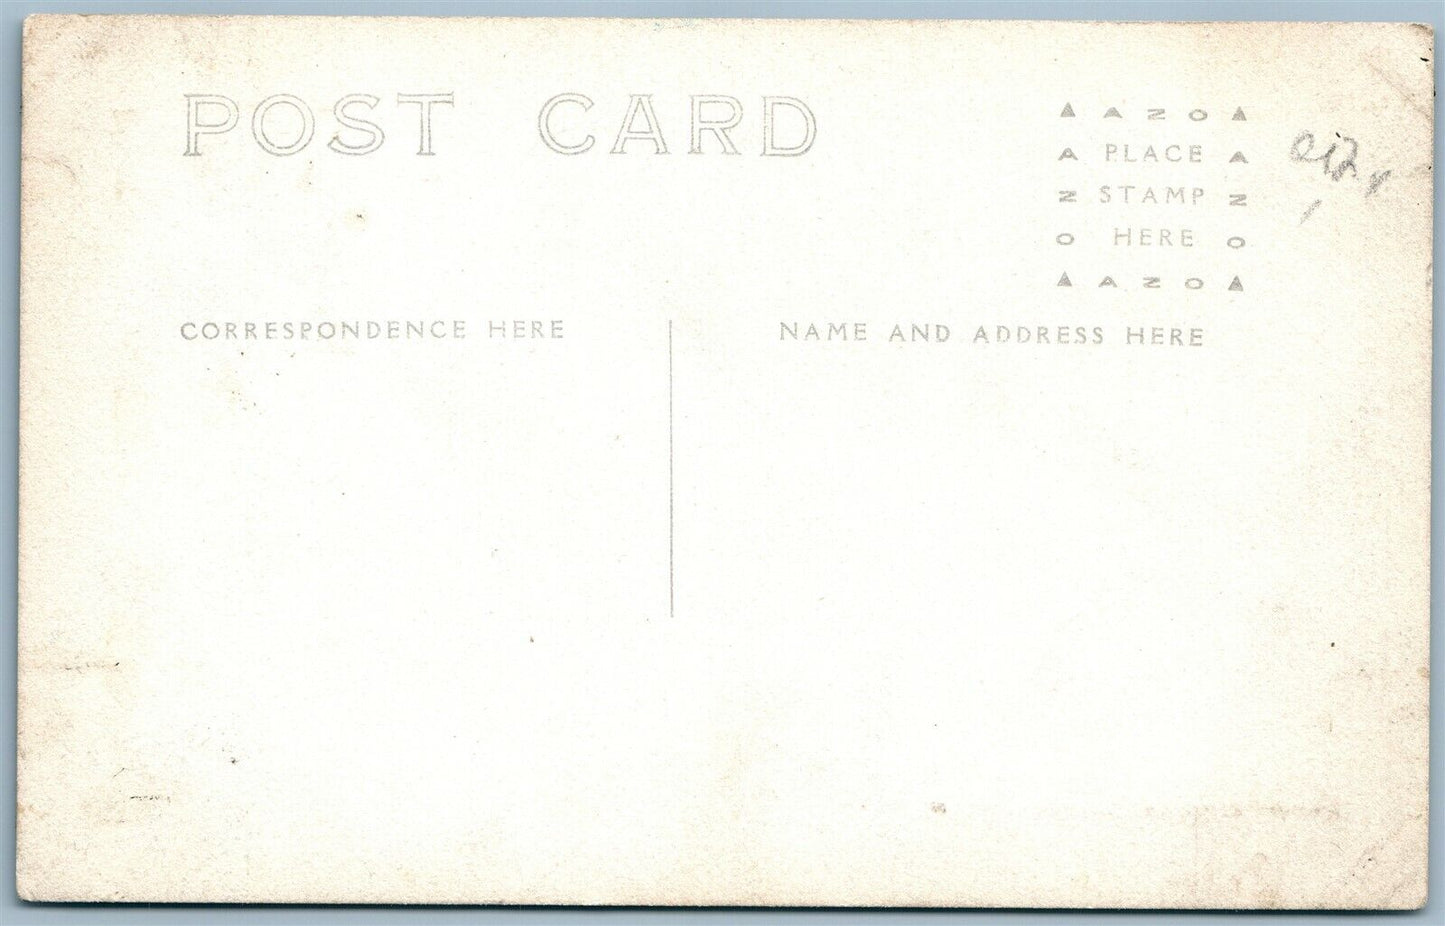 POST CARD
▲ AZO ▲
A PLACE A
Z STAMP Z
O HERE O
▲ AZO ▲
CORRESPONDENCE HERE
NAME AND ADDRESS HERE